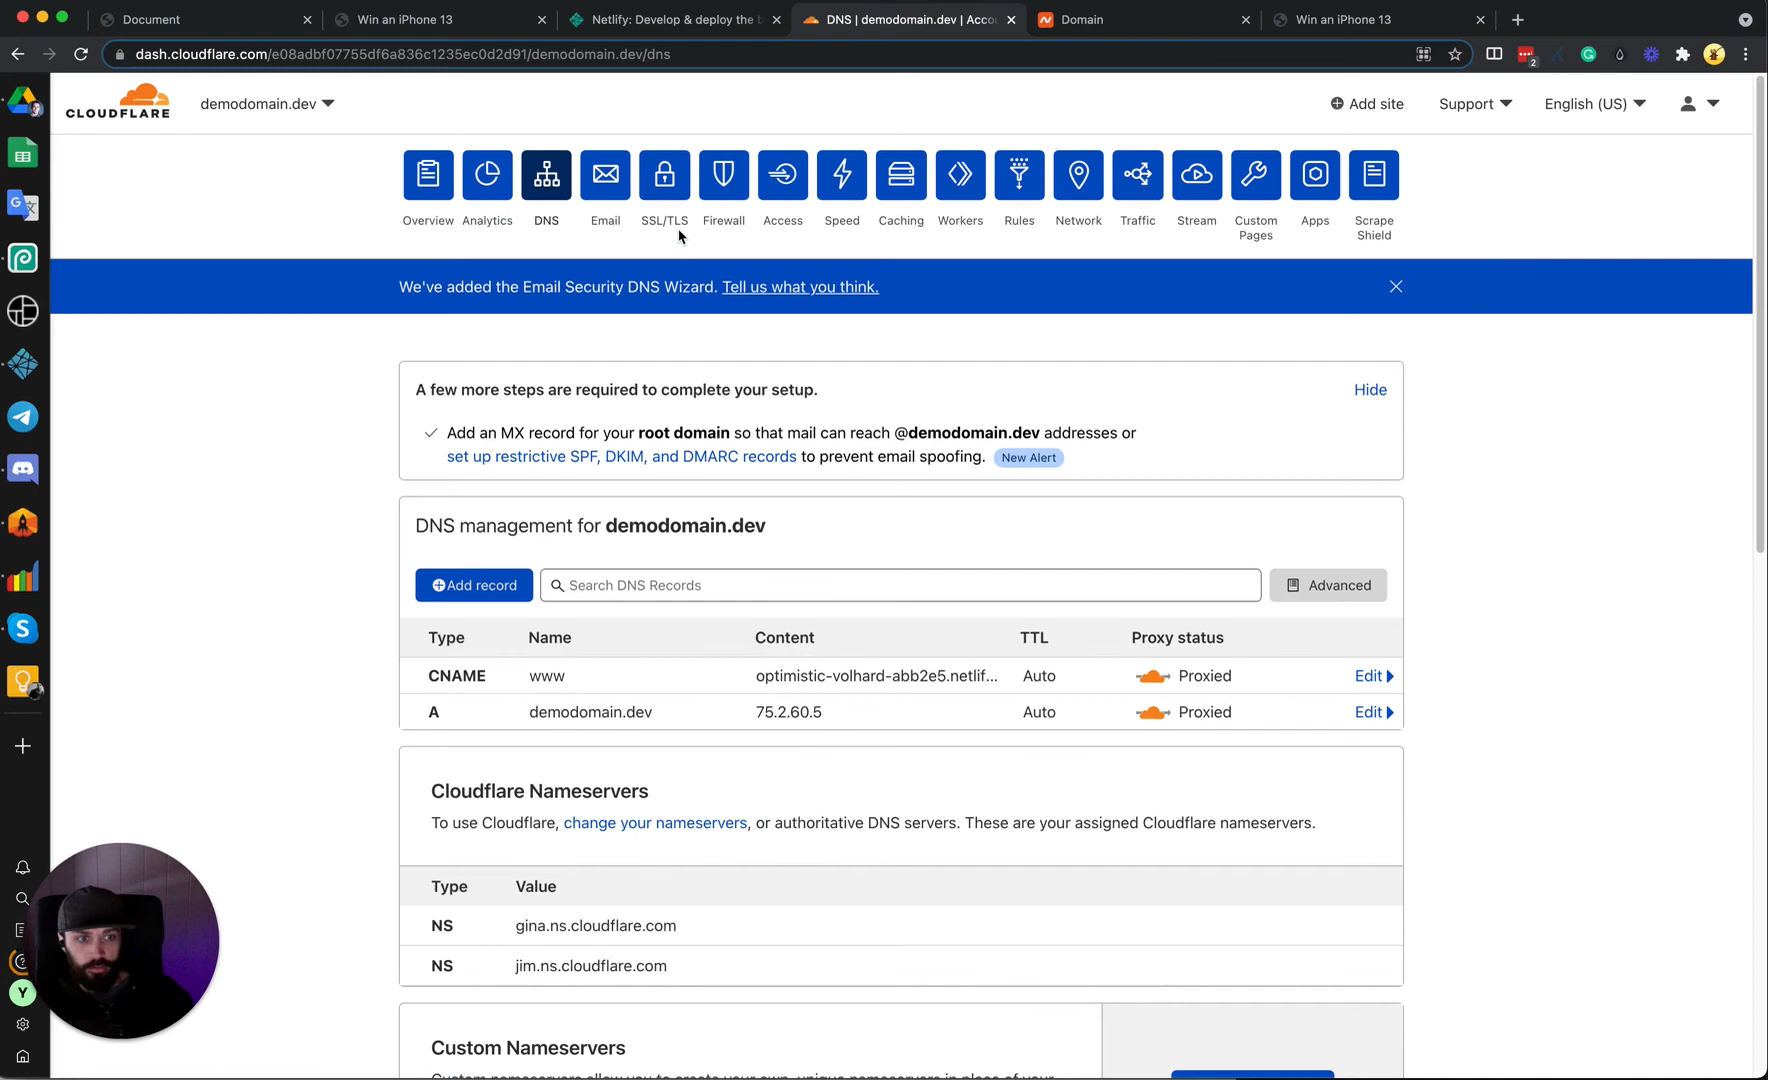 Document
Win an iPhone 13
Netlify: Develop & deploy the b
DNS | demodomain.dev | Acco
Domain
Win an iPhone 13
dash.cloudflare.com/e08adbf07755df6a836c1235ec0d2d91/demodomain.dev/dns
2
CLOUDFLARE
demodomain.dev
Add site
Support
English (US)
Overview
Analytics
DNS
Email
SSL/TLS
Firewall
Access
Speed
Caching
Workers
Rules
Network
Traffic
Stream
Custom Pages
Apps
Scrape Shield
We've added the Email Security DNS Wizard. Tell us what you think.
A few more steps are required to complete your setup.
Hide
Add an MX record for your root domain so that mail can reach @demodomain.dev addresses or
set up restrictive SPF, DKIM, and DMARC records to prevent email spoofing. New Alert
DNS management for demodomain.dev
Add record
Search DNS Records
Advanced
Type Name Content TTL Proxy status
CNAME www optimistic-volhard-abb2e5.netlif... Auto Proxied Edit
A demodomain.dev 75.2.60.5 Auto Proxied Edit
Cloudflare Nameservers
To use Cloudflare, change your nameservers, or authoritative DNS servers. These are your assigned Cloudflare nameservers.
Type Value
NS gina.ns.cloudflare.com
NS jim.ns.cloudflare.com
Y
Custom Nameservers